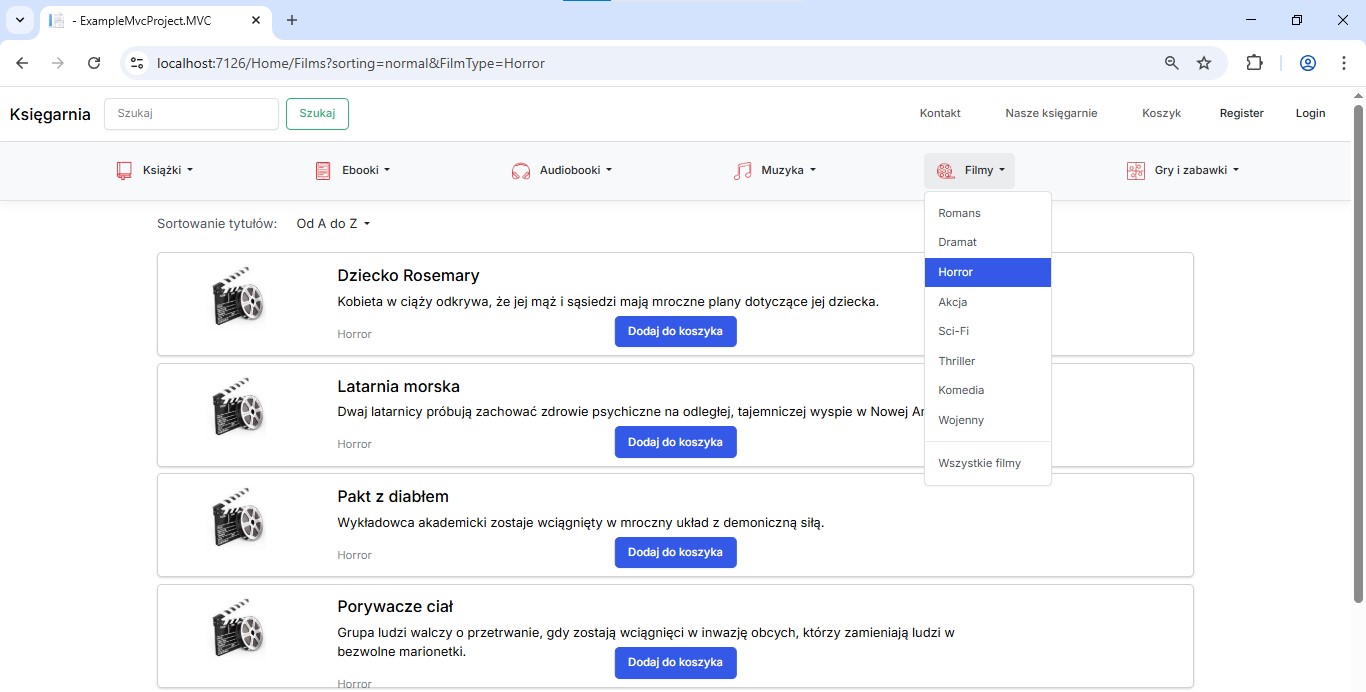 - ExampleMvcProject.MVC
localhost:7126/Home/Films?sorting=normal&FilmType=Horror
Księgarnia Szukaj Szukaj Kontakt Nasze księgarnie Koszyk Register Login
Książki Ebooki Audiobooki Muzyka Filmy Gry i zabawki
Sortowanie tytułów: Od A do Z
Romans
Dramat
Horror
Akcja
Sci-Fi
Thriller
Komedia
Wojenny
Wszystkie filmy
Dziecko Rosemary
Kobieta w ciąży odkrywa, że jej mąż i sąsiedzi mają mroczne plany dotyczące jej dziecka.
Horror
Dodaj do koszyka
Latarnia morska
Dwaj latarnicy próbują zachować zdrowie psychiczne na odległej, tajemniczej wyspie w Nowej
Horror
Dodaj do koszyka
Pakt z diabłem
Wykładowca akademicki zostaje wciągnięty w mroczny układ z demoniczną siłą.
Horror
Dodaj do koszyka
Porywacze ciał
Grupa ludzi walczy o przetrwanie, gdy zostają wciągnięci w inwazję obcych, którzy zamieniają ludzi w
bezwolne marionetki.
Horror
Dodaj do koszyka